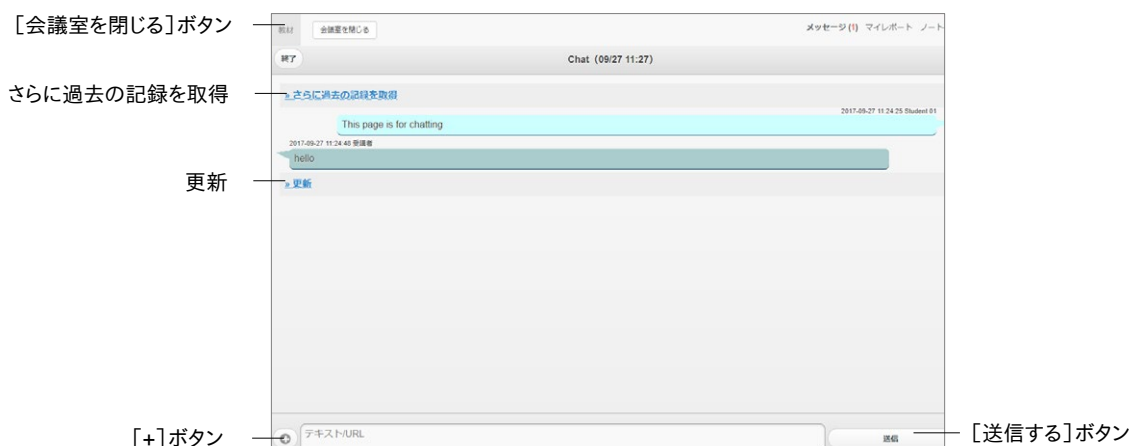 [会議室を閉じる]ボタン
教材 会議室を閉じる メッセージ (1) マイレポート ノート
終了 Chat (09/27 11:27)
さらに過去の記録を取得
» さらに過去の記録を取得
2017-09-27 11:24:25 Student 01
This page is for chatting
2017-09-27 11:24:48 受講者
hello
更新
» 更新
[+]ボタン
テキスト/URL
送信
[送信する]ボタン